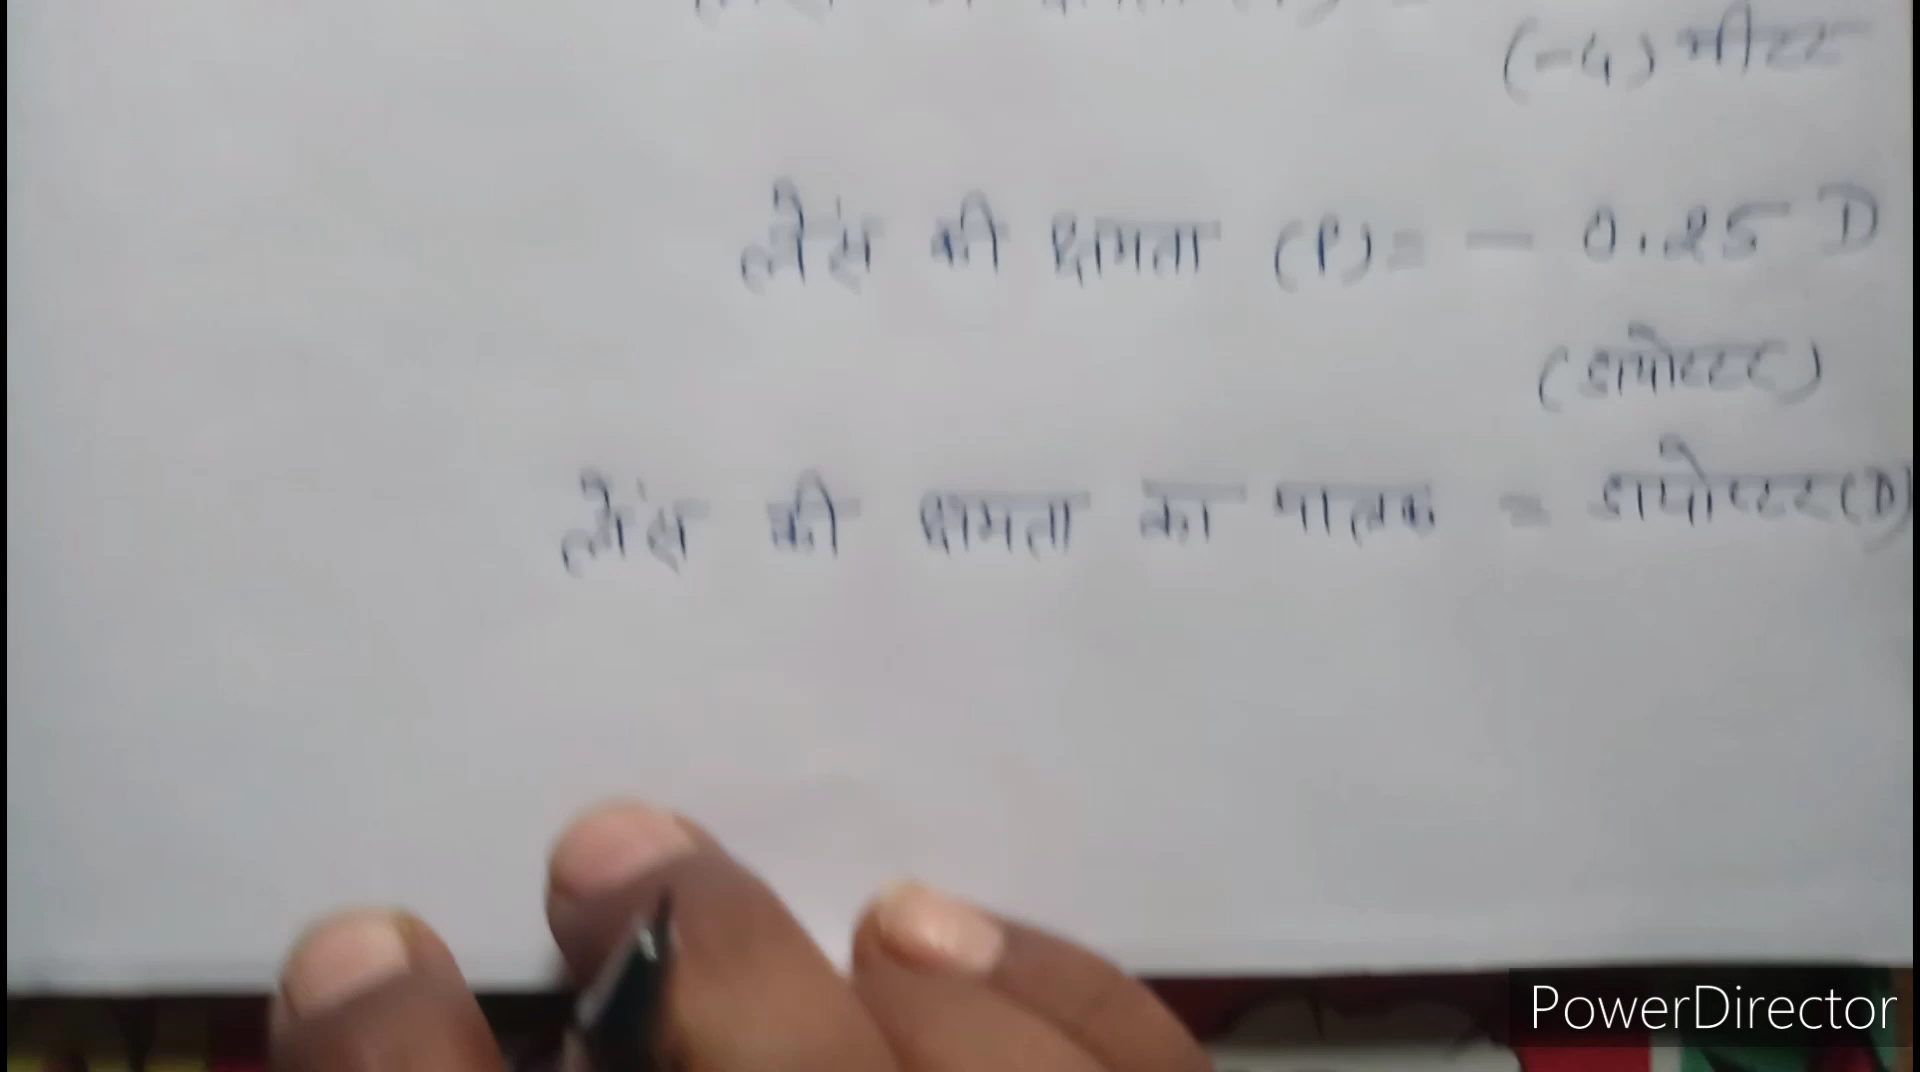 (-4) मीटर
लैंस की क्षमता (P) = - 0.25 D
(डायोप्टर)
लैंस की क्षमता का मात्रक = डायोप्टर (D)
PowerDirector